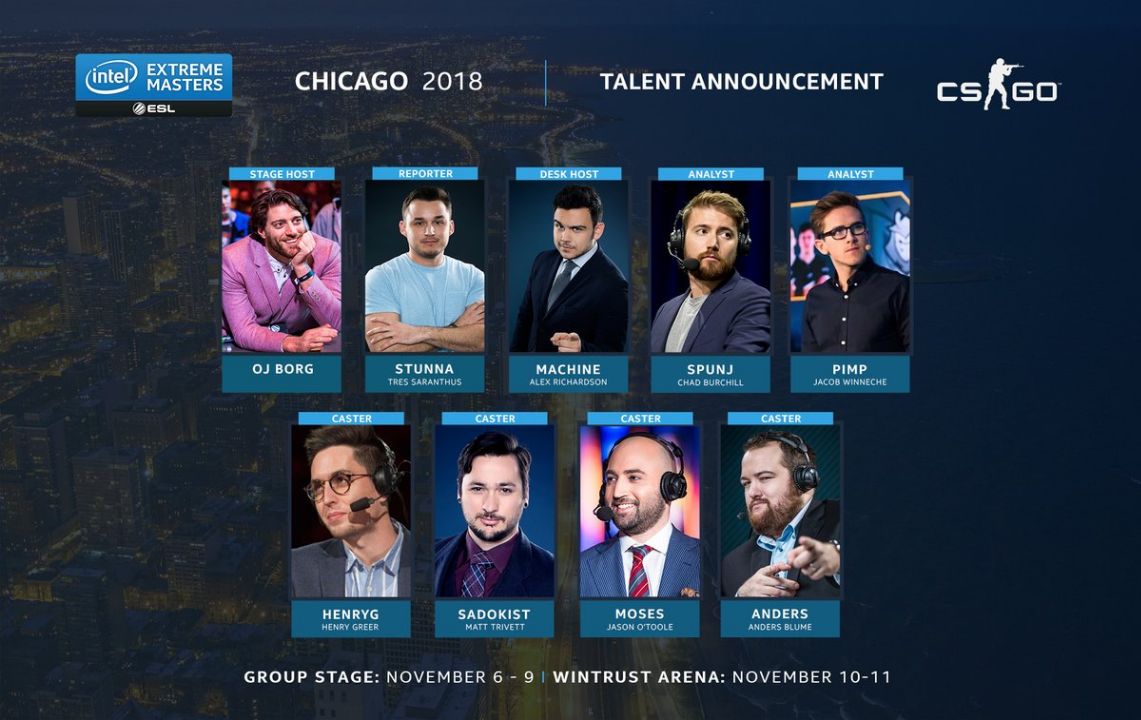 intel EXTREME MASTERS
ESL
CHICAGO 2018
TALENT ANNOUNCEMENT
CS GO
STAGE HOST
REPORTER
DESK HOST
ANALYST
ANALYST
OJ BORG
STUNNA
TRES SARANTHUS
MACHINE
ALEX RICHARDSON
SPUNJ
CHAD BURCHILL
PIMP
JACOB WINNECHE
CASTER
CASTER
CASTER
CASTER
HENRYG
HENRY GREER
SADOKIST
MATT TRIVETT
MOSES
JASON O'TOOLE
ANDERS
ANDERS BLUME
GROUP STAGE: NOVEMBER 6 - 9 | WINTRUST ARENA: NOVEMBER 10-11